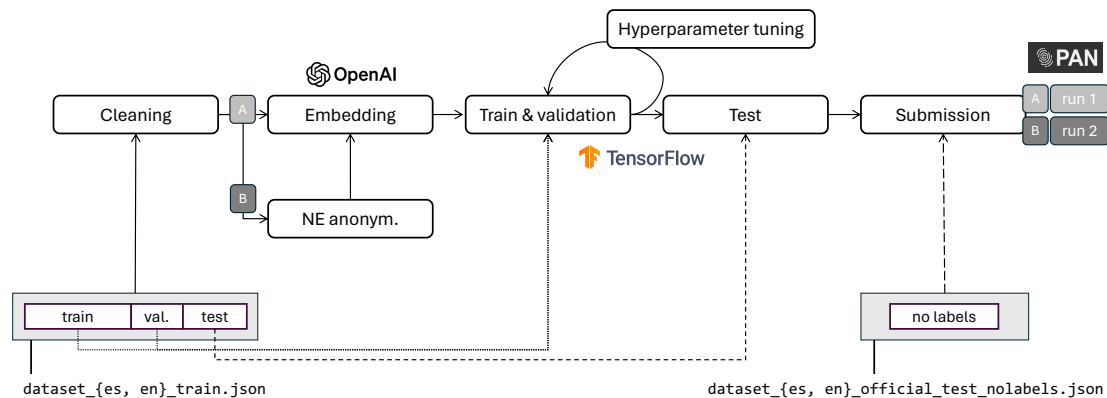 Hyperparameter tuning
OpenAI
PAN
Cleaning
A
Embedding
Train & validation
Test
Submission
A run 1
B run 2
TensorFlow
B
NE anonym.
train val. test
no labels
dataset_{es, en}_train.json
dataset_{es, en}_official_test_nolabels.json